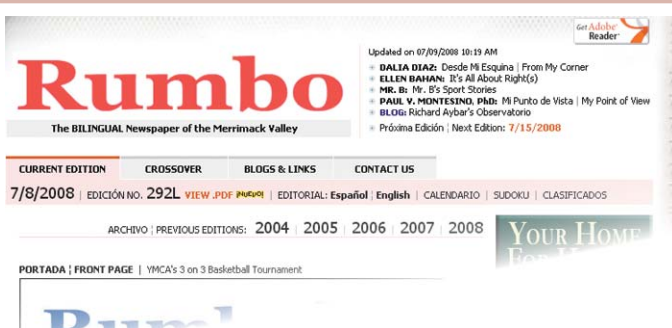 Get Adobe®
Reader®
Rumbo
The BILINGUAL Newspaper of the Merrimack Valley
Updated on 07/09/2008 10:19 AM
DALIA DIAZ: Desde Mi Esquina | From My Corner
ELLEN BAHAN: It's All About Right(s)
MR. B: Mr. B's Sport Stories
PAUL V. MONTESINO, PhD: Mi Punto de Vista | My Point of View
BLOG: Richard Aybar's Observatorio
Próxima Edición | Next Edition: 7/15/2008
CURRENT EDITION CROSSOVER BLOGS & LINKS CONTACT US
7/8/2008 | EDICIÓN NO. 292L VIEW .PDF ¡NUEVO! | EDITORIAL: Español | English | CALENDARIO | SUDOKU | CLASIFICADOS
ARCHIVO | PREVIOUS EDITIONS: 2004 | 2005 | 2006 | 2007 | 2008
YOUR HOME
PORTADA | FRONT PAGE | YMCA's 3 on 3 Basketball Tournament
Rumbo